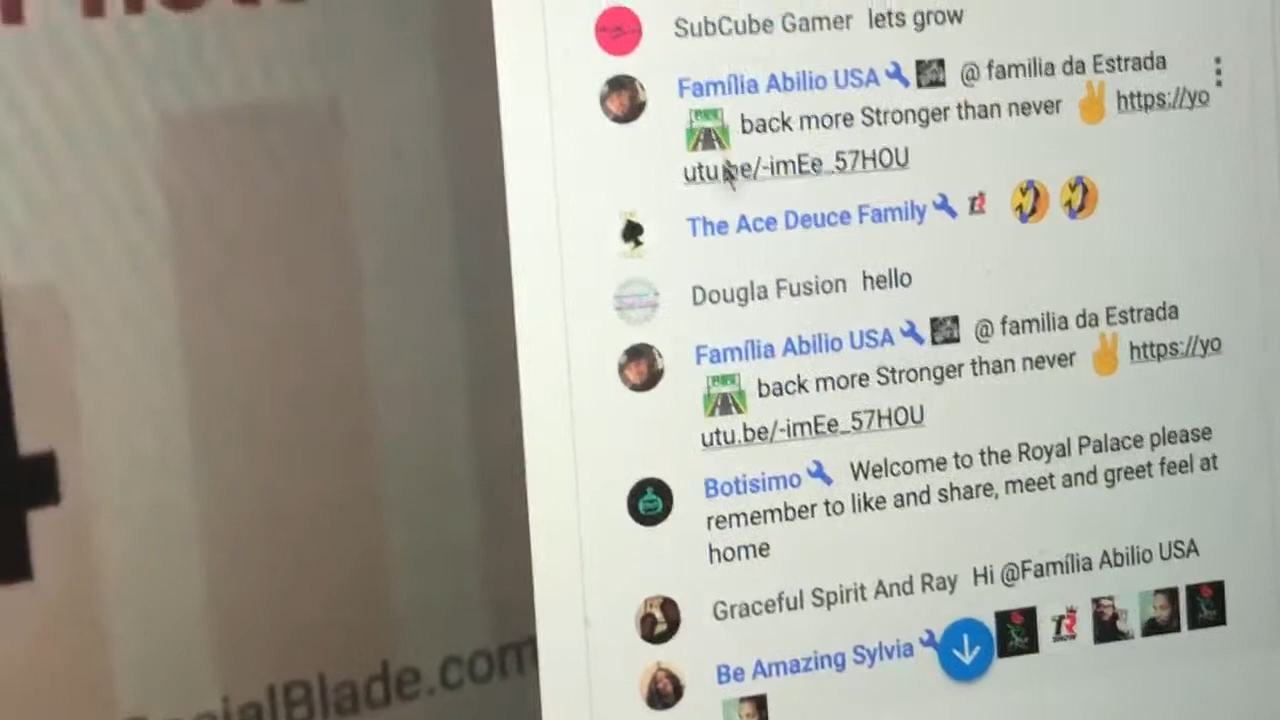 SubCube Gamer lets grow
Família Abilio USA @ familia da Estrada
back more Stronger than never https://yo
utu.be/-imEe_57HOU
The Ace Deuce Family
Dougla Fusion hello
Família Abilio USA @ familia da Estrada
back more Stronger than never https://yo
utu.be/-imEe_57HOU
Botisimo Welcome to the Royal Palace please
remember to like and share, meet and greet feel at
home
Graceful Spirit And Ray Hi @Família Abilio USA
Be Amazing Sylvia
SocialBlade.com